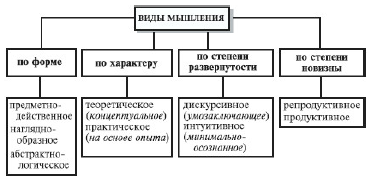 ВИДЫ МЫШЛЕНИЯ
по форме
по характеру
по степени
развернутости
по степени
новизны
предметно-
действенное
наглядно-
образное
абстрактно-
логическое
теоретическое
(концептуальное)
практическое
(на основе опыта)
дискурсивное
(умозаключающее)
интуитивное
(минимально-
осознанное)
репродуктивное
продуктивное